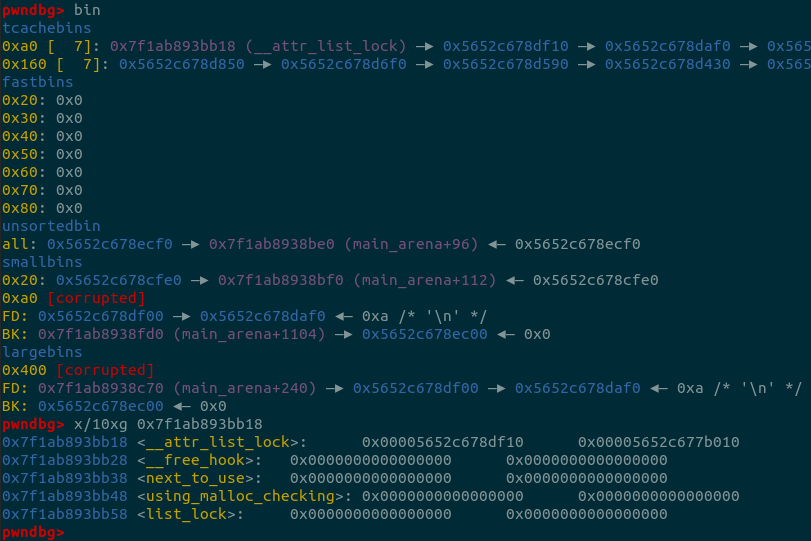 pwndbg> bin
tcachebins
0xa0 [  7]: 0x7f1ab893bb18 (__attr_list_lock) —▸ 0x5652c678df10 —▸ 0x5652c678daf0 —▸ 0x565
0x160 [  7]: 0x5652c678d850 —▸ 0x5652c678d6f0 —▸ 0x5652c678d590 —▸ 0x5652c678d430 —▸ 0x565
fastbins
0x20: 0x0
0x30: 0x0
0x40: 0x0
0x50: 0x0
0x60: 0x0
0x70: 0x0
0x80: 0x0
unsortedbin
all: 0x5652c678ecf0 —▸ 0x7f1ab8938be0 (main_arena+96) ◂— 0x5652c678ecf0
smallbins
0x20: 0x5652c678cfe0 —▸ 0x7f1ab8938bf0 (main_arena+112) ◂— 0x5652c678cfe0
0xa0 [corrupted]
FD: 0x5652c678df00 —▸ 0x5652c678daf0 ◂— 0xa /* '\n' */
BK: 0x7f1ab8938fd0 (main_arena+1104) —▸ 0x5652c678ec00 ◂— 0x0
largebins
0x400 [corrupted]
FD: 0x7f1ab8938c70 (main_arena+240) —▸ 0x5652c678df00 —▸ 0x5652c678daf0 ◂— 0xa /* '\n' */
BK: 0x5652c678ec00 ◂— 0x0
pwndbg> x/10xg 0x7f1ab893bb18
0x7f1ab893bb18 <__attr_list_lock>:      0x00005652c678df10      0x00005652c677b010
0x7f1ab893bb28 <__free_hook>:   0x0000000000000000      0x0000000000000000
0x7f1ab893bb38 <next_to_use>:   0x0000000000000000      0x0000000000000000
0x7f1ab893bb48 <using_malloc_checking>: 0x0000000000000000      0x0000000000000000
0x7f1ab893bb58 <list_lock>:     0x0000000000000000      0x0000000000000000
pwndbg>